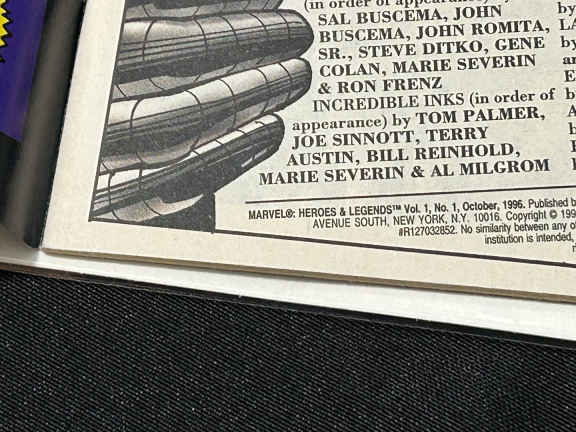 (in order of appearance) by
SAL BUSCEMA, JOHN
BUSCEMA, JOHN ROMITA,
SR., STEVE DITKO, GENE
COLAN, MARIE SEVERIN
& RON FRENZ
INCREDIBLE INKS (in order of
appearance) by TOM PALMER,
JOE SINNOTT, TERRY
AUSTIN, BILL REINHOLD,
MARIE SEVERIN & AL MILGROM
MARVEL®: HEROES & LEGENDS™ Vol. 1, No. 1, October, 1996. Published b
AVENUE SOUTH, NEW YORK, N.Y. 10016. Copyright © 199
#R127032852. No similarity between any of
institution is intended,